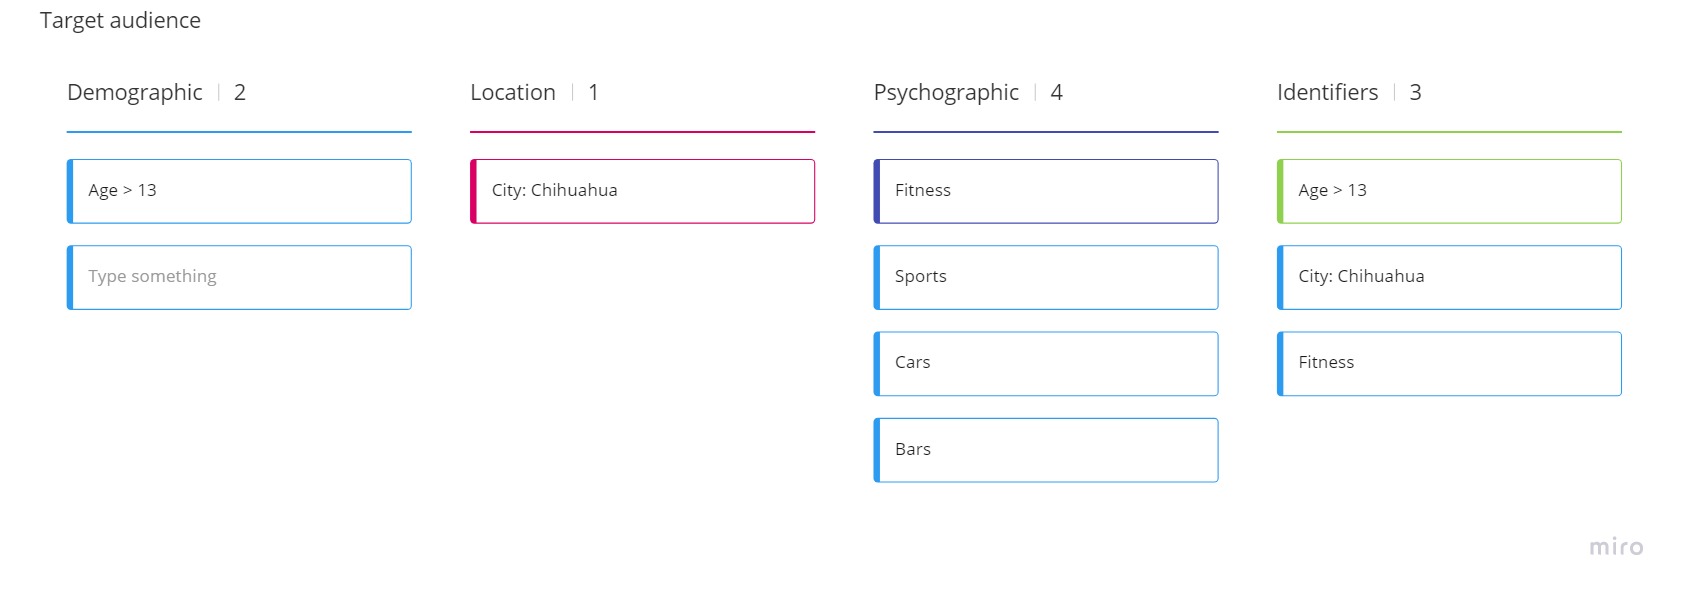 Target audience
Demographic | 2
Age > 13
Type something
Location | 1
City: Chihuahua
Psychographic | 4
Fitness
Sports
Cars
Bars
Identifiers | 3
Age > 13
City: Chihuahua
Fitness
miro